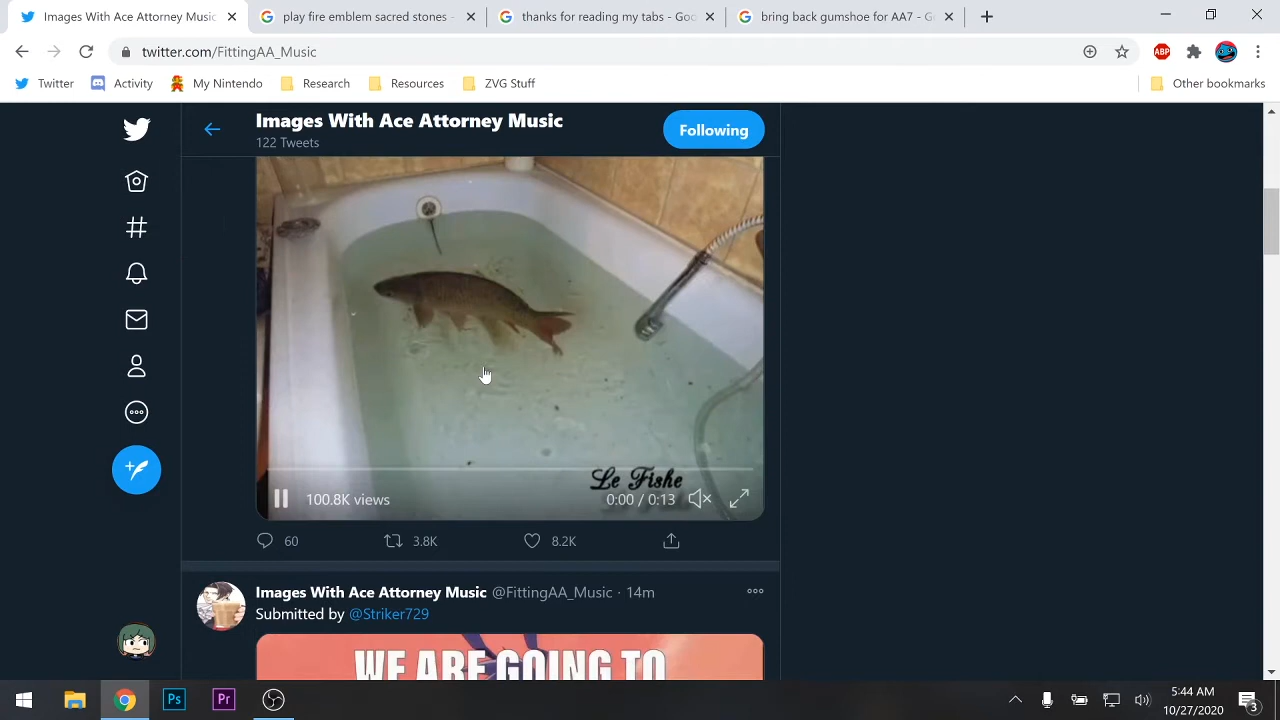 Images With Ace Attorney Music
play fire emblem sacred stones -
thanks for reading my tabs - Goo
bring back gumshoe for AA7 - G
twitter.com/FittingAA_Music
ABP
Twitter
Activity
My Nintendo
Research
Resources
ZVG Stuff
Other bookmarks
Images With Ace Attorney Music
122 Tweets
Following
Le Fishe
100.8K views
0:00 / 0:13
60
3.8K
8.2K
Images With Ace Attorney Music @FittingAA_Music · 14m
Submitted by @Striker729
WE ARE GOING TO
Ps
Pr
5:44 AM
10/27/2020
3